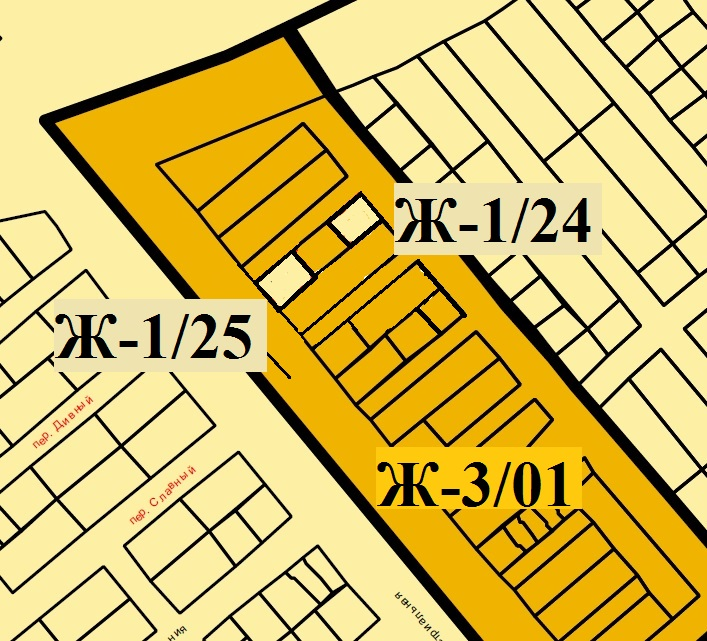 Ж-1/24
Ж-1/25
пер. Дивный
Ж-3/01
пер. Славный